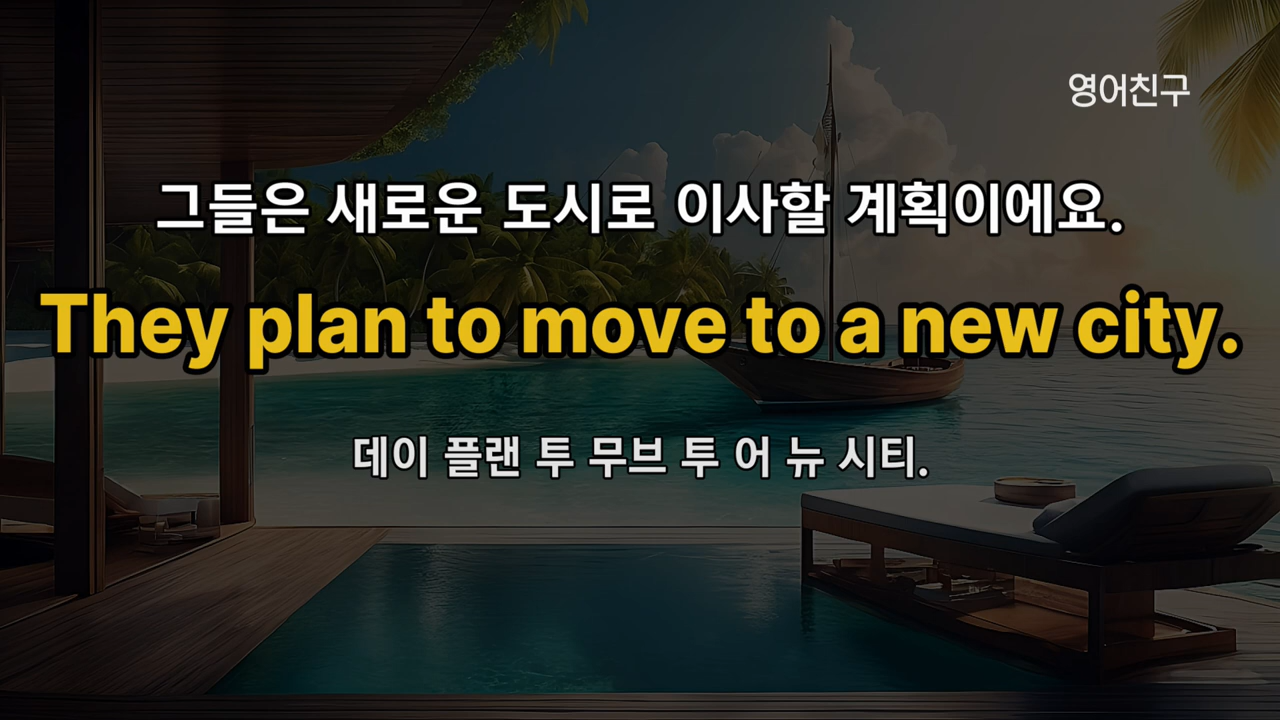 영어친구
그들은 새로운 도시로 이사할 계획이에요.
They plan to move to a new city.
데이 플랜 투 무브 투 어 뉴 시티.